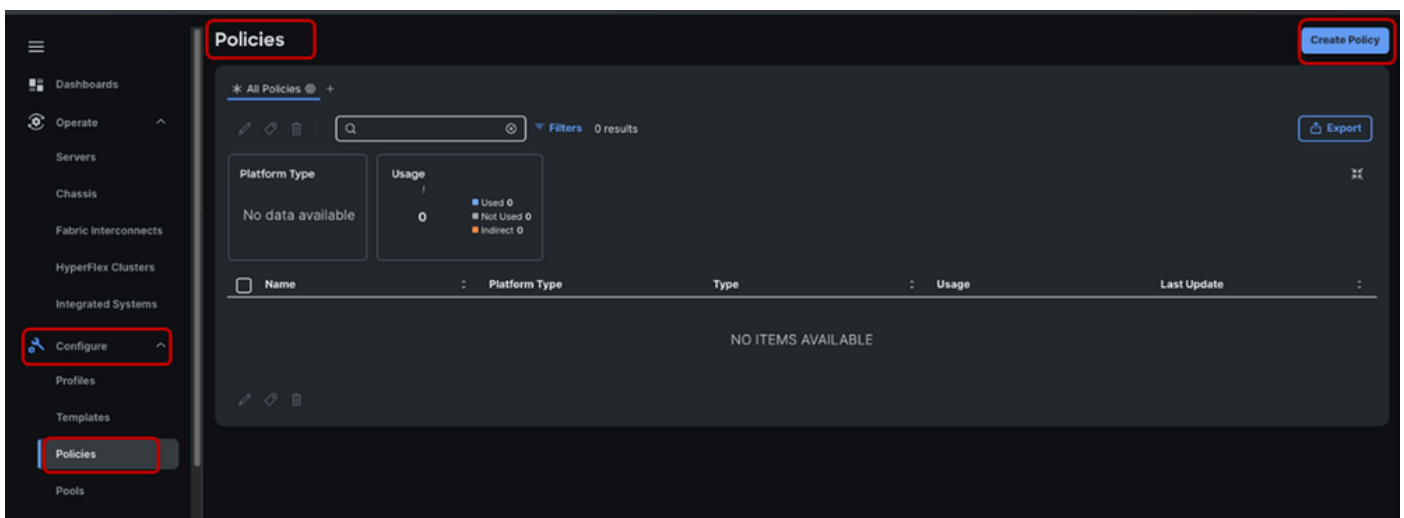 Policies
Create Policy
Dashboards
All Policies
Operate
Filters 0 results
Export
Servers
Platform Type
Usage
Chassis
No data available
0
Used 0
Not Used 0
Indirect 0
Fabric Interconnects
HyperFlex Clusters
Name Platform Type Type Usage Last Update
Integrated Systems
NO ITEMS AVAILABLE
Configure
Profiles
Templates
Policies
Pools